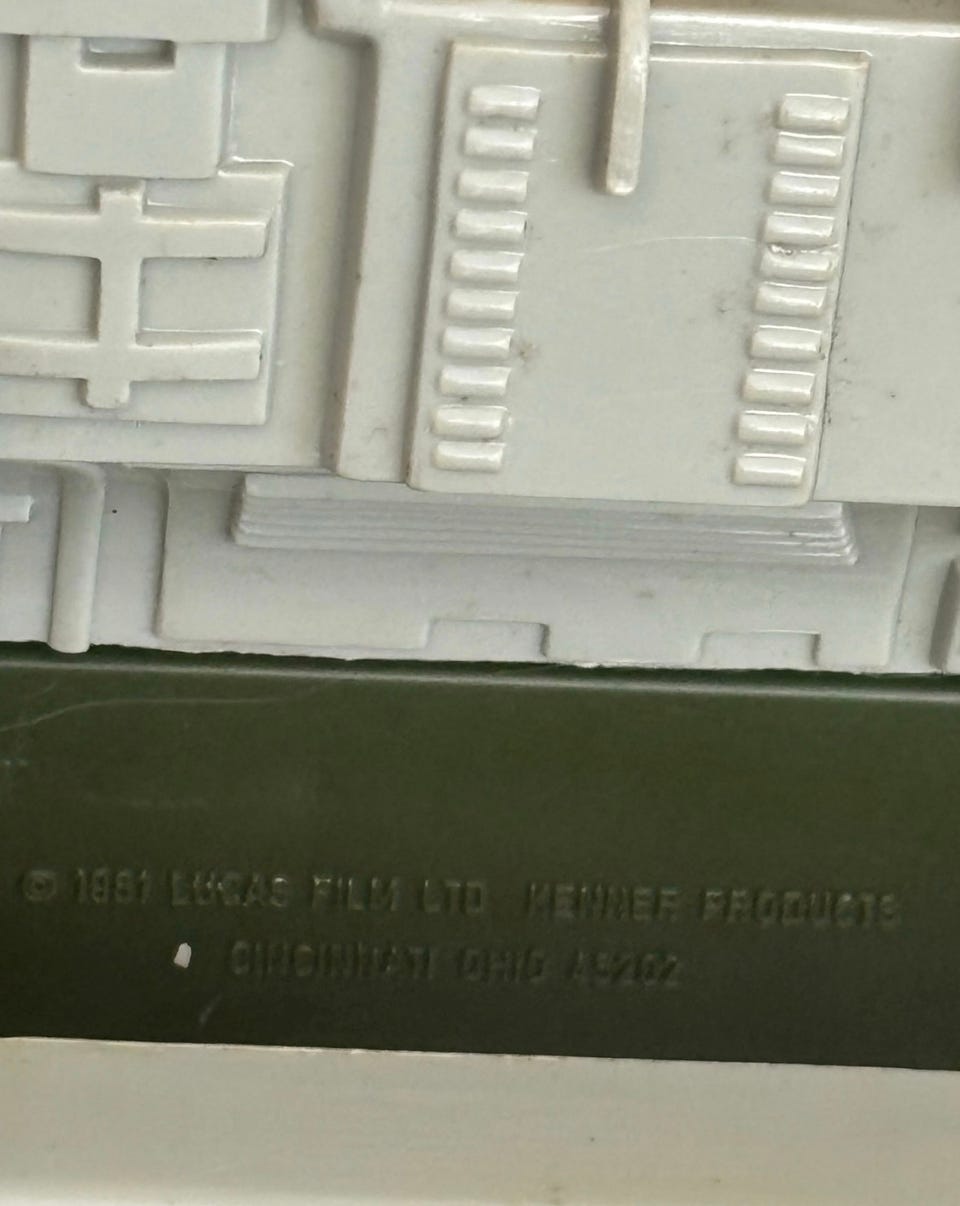 © 1981 LUCAS FILM LTD KENNER PRODUCTS
CINCINNATI OHIO 45202